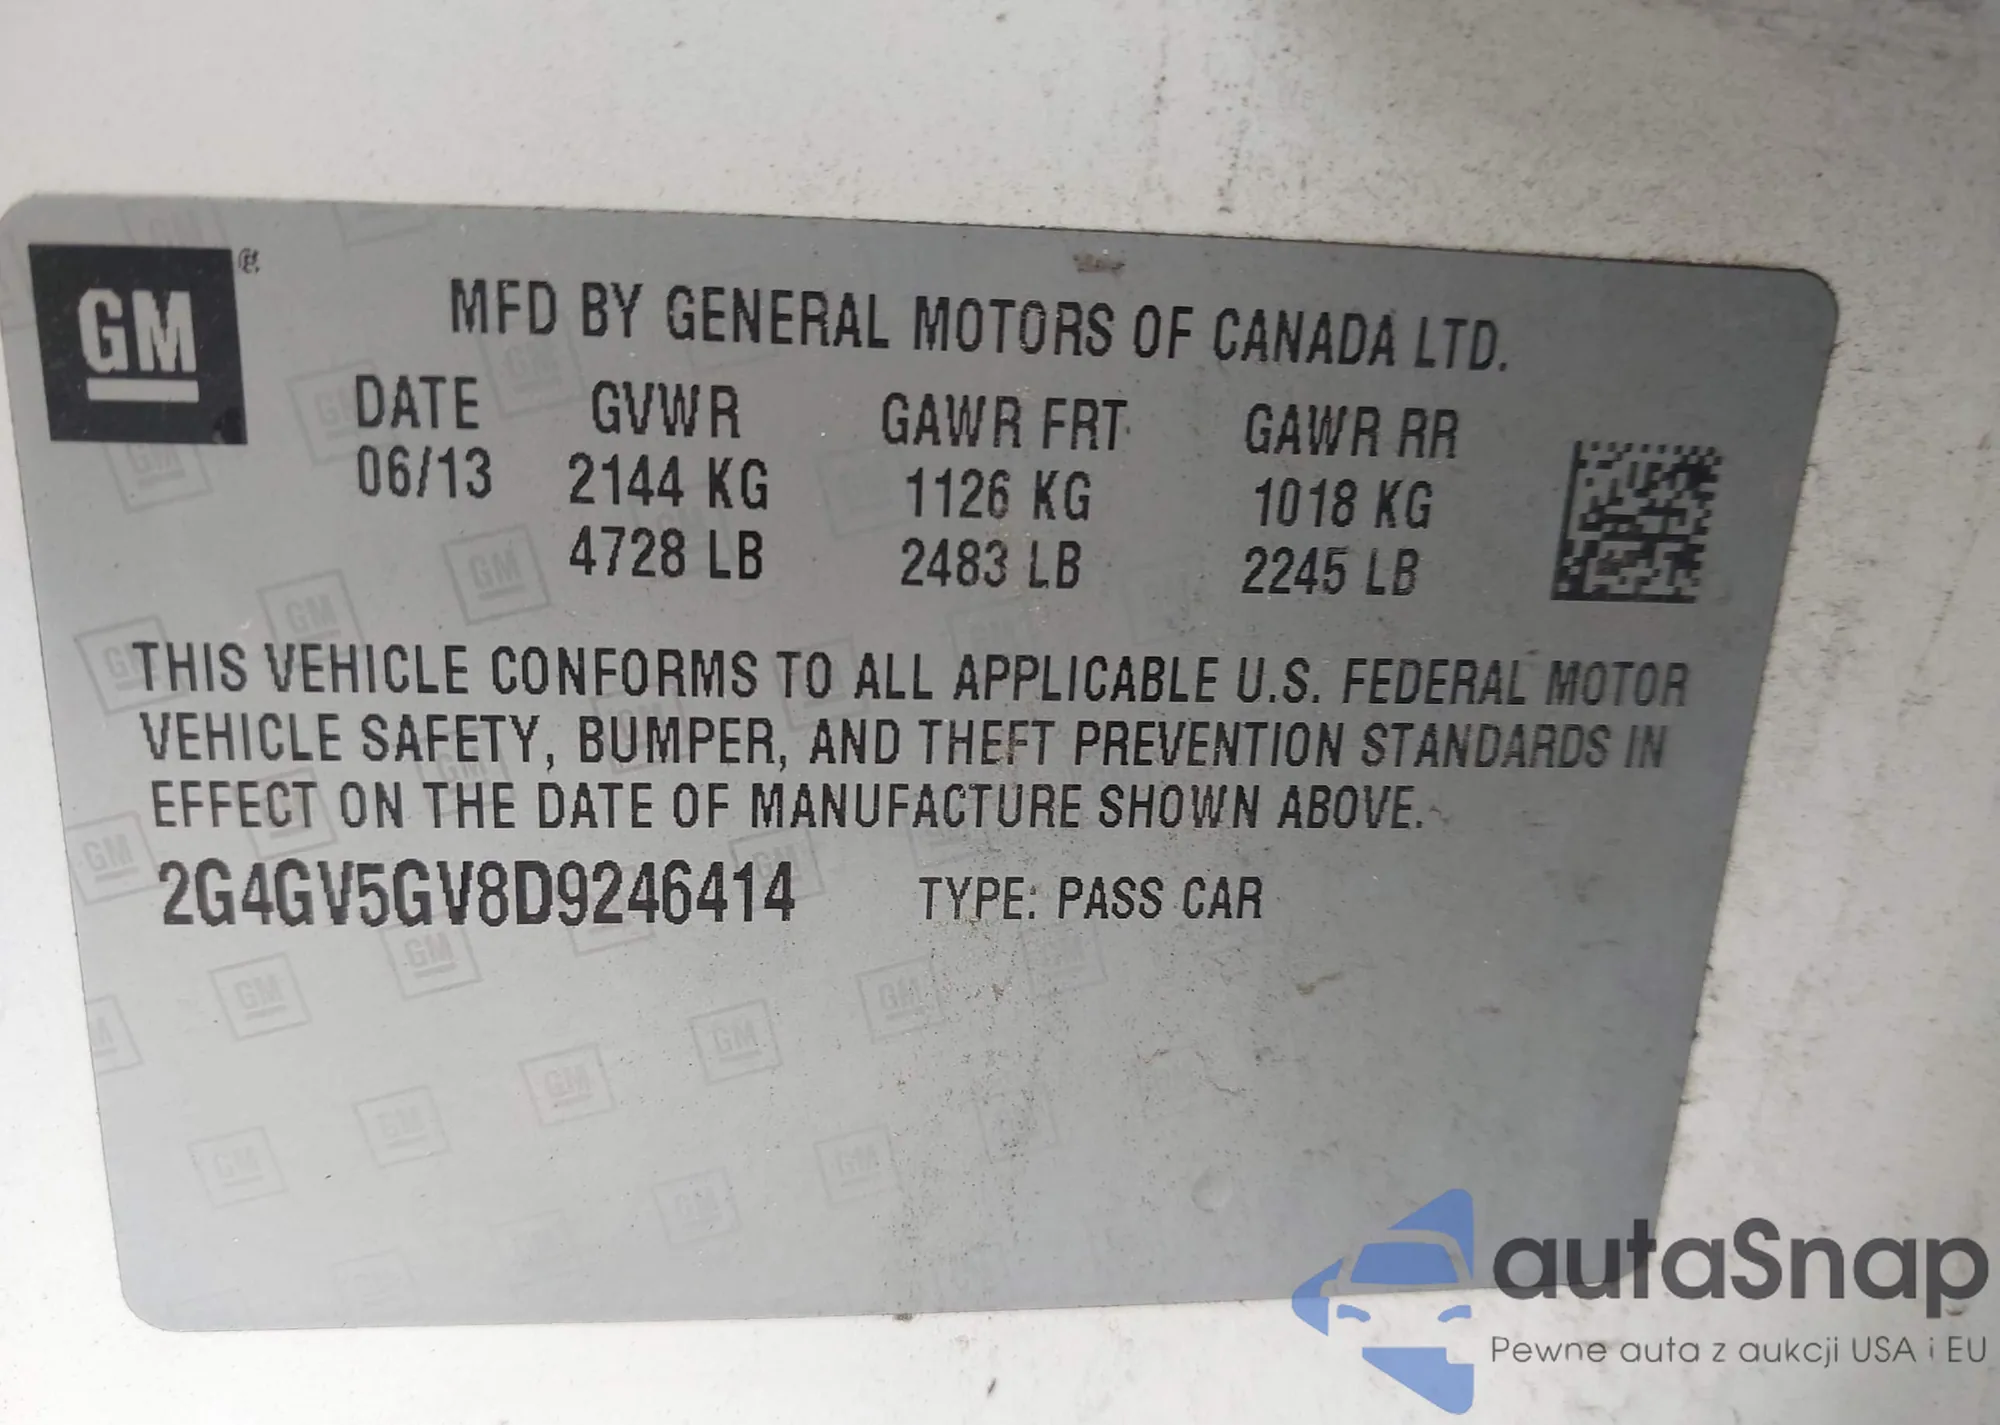 GM ®
MFD BY GENERAL MOTORS OF CANADA LTD.
DATE GVWR GAWR FRT GAWR RR
06/13 2144 KG 1126 KG 1018 KG
4728 LB 2483 LB 2245 LB
THIS VEHICLE CONFORMS TO ALL APPLICABLE U.S. FEDERAL MOTOR
VEHICLE SAFETY, BUMPER, AND THEFT PREVENTION STANDARDS IN
EFFECT ON THE DATE OF MANUFACTURE SHOWN ABOVE.
2G4GV5GV8D9246414 TYPE: PASS CAR
autaSnap
Pewne auta z aukcji USA i EU